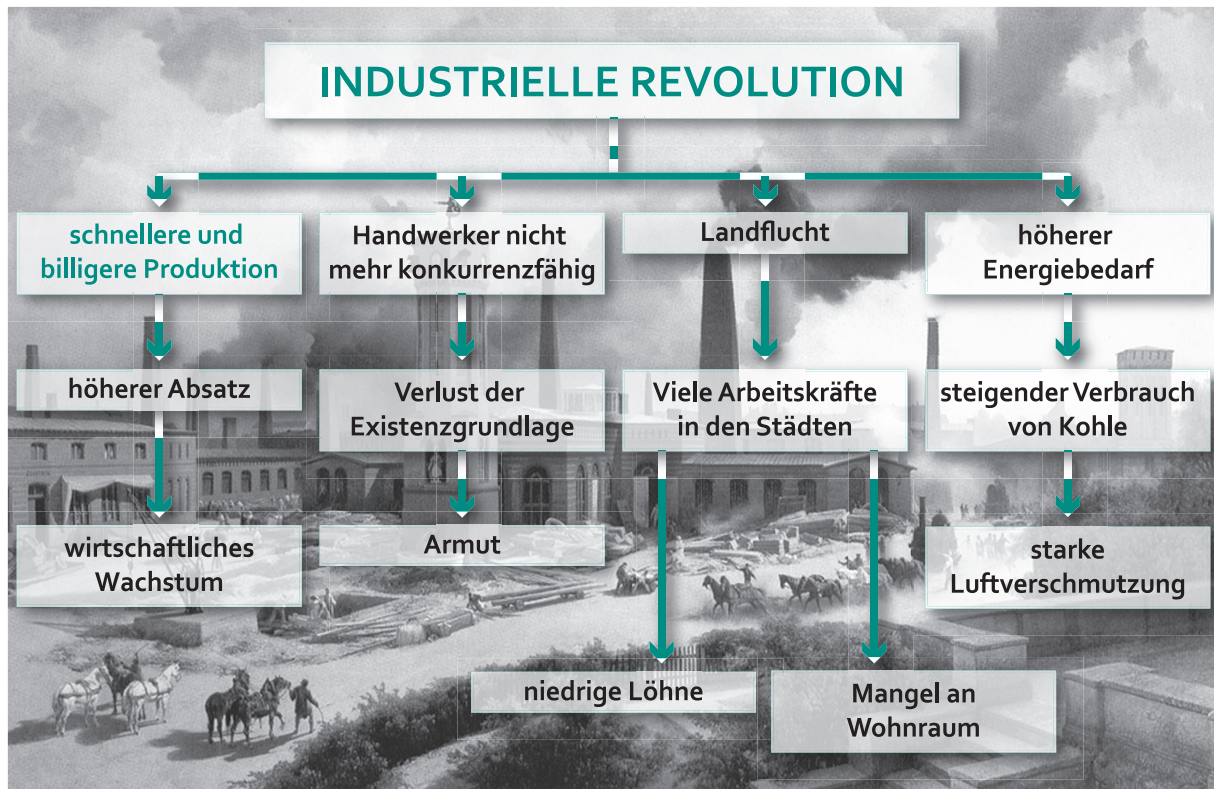 INDUSTRIELLE REVOLUTION
schnellere und
billigere Produktion
Handwerker nicht
mehr konkurrenzfähig
Landflucht
höherer
Energiebedarf
höherer Absatz
Verlust der
Existenzgrundlage
Viele Arbeitskräfte
in den Städten
steigender Verbrauch
von Kohle
wirtschaftliches
Wachstum
Armut
starke
Luftverschmutzung
niedrige Löhne
Mangel an
Wohnraum